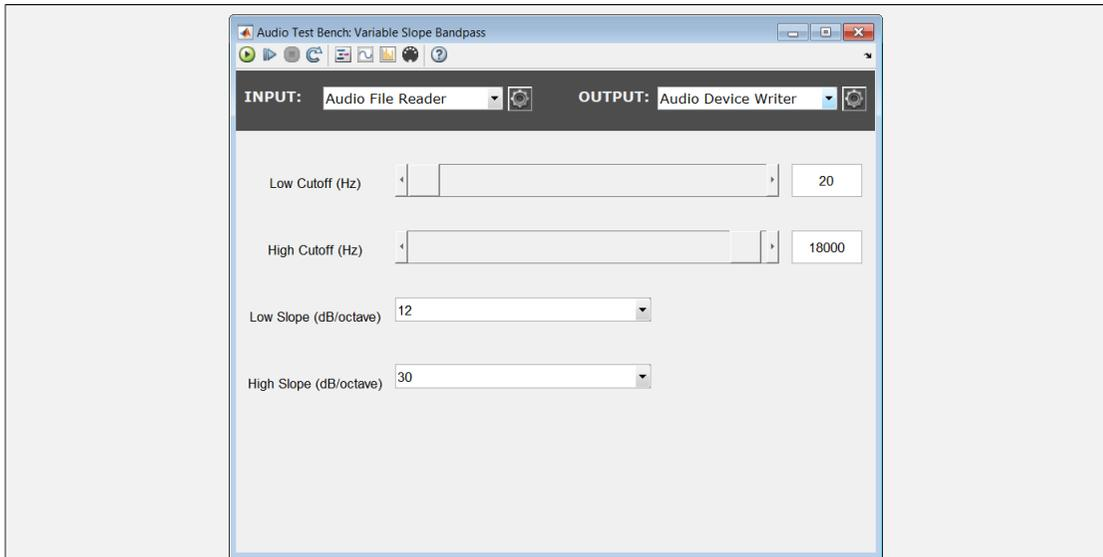 Audio Test Bench: Variable Slope Bandpass
INPUT: Audio File Reader OUTPUT: Audio Device Writer
Low Cutoff (Hz) 20
High Cutoff (Hz) 18000
Low Slope (dB/octave) 12
High Slope (dB/octave) 30